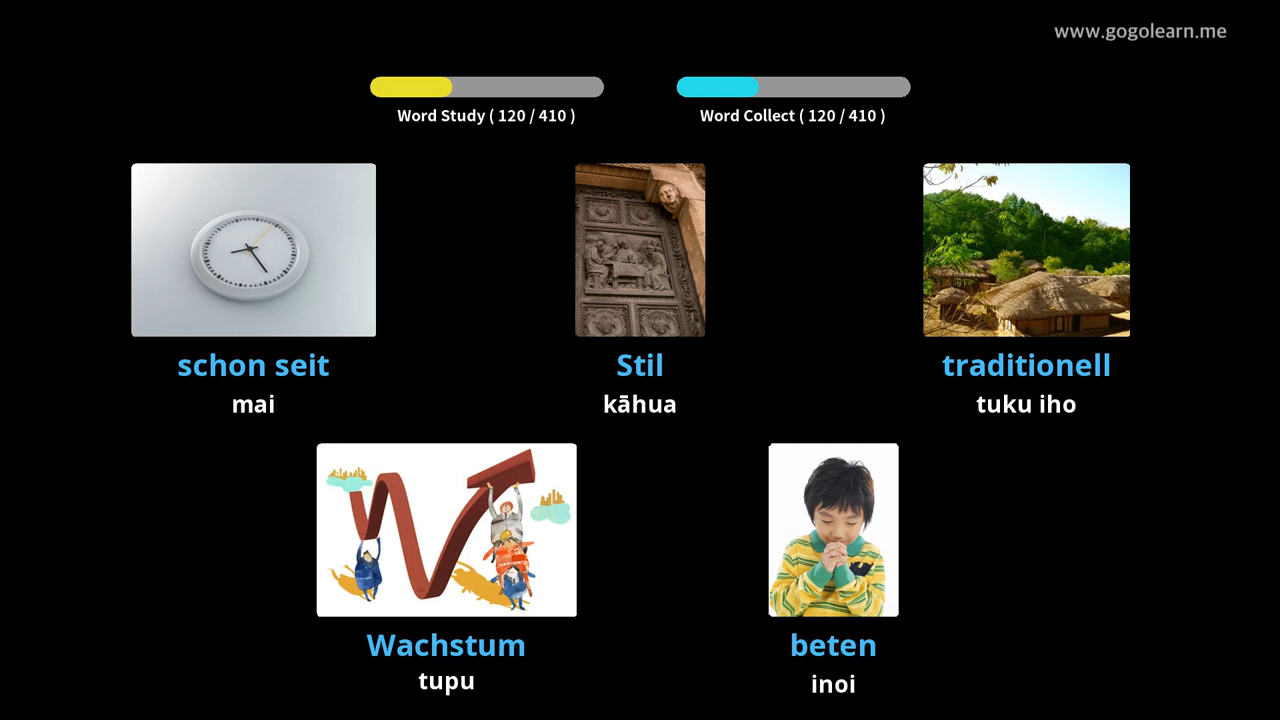 www.gogolearn.me
Word Study ( 120 / 410 )
Word Collect ( 120 / 410 )
schon seit
mai
Stil
kāhua
traditionell
tuku iho
Wachstum
tupu
beten
inoi